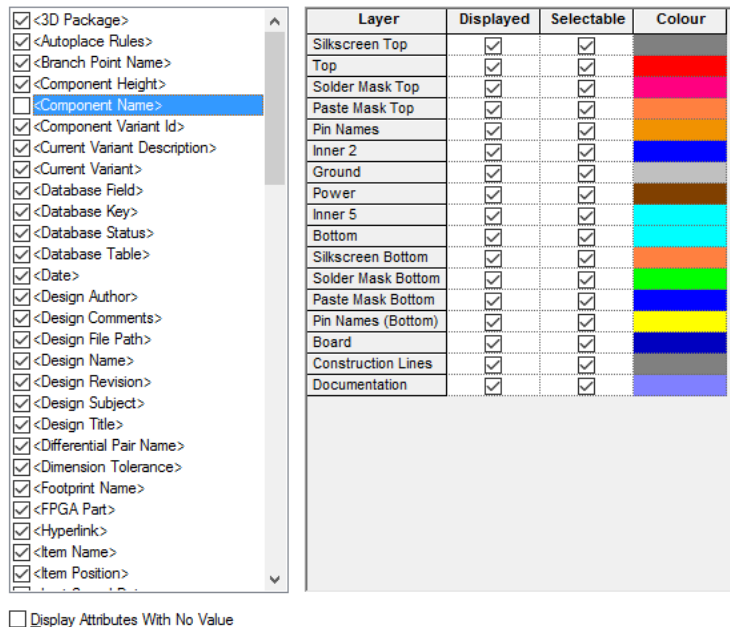 <3D Package>
<Autoplace Rules>
<Branch Point Name>
<Component Height>
<Component Name>
<Component Variant Id>
<Current Variant Description>
<Current Variant>
<Database Field>
<Database Key>
<Database Status>
<Database Table>
<Date>
<Design Author>
<Design Comments>
<Design File Path>
<Design Name>
<Design Revision>
<Design Subject>
<Design Title>
<Differential Pair Name>
<Dimension Tolerance>
<Footprint Name>
<FPGA Part>
<Hyperlink>
<Item Name>
<Item Position>
Display Attributes With No Value
Layer Displayed Selectable Colour
Silkscreen Top
Top
Solder Mask Top
Paste Mask Top
Pin Names
Inner 2
Ground
Power
Inner 5
Bottom
Silkscreen Bottom
Solder Mask Bottom
Paste Mask Bottom
Pin Names (Bottom)
Board
Construction Lines
Documentation